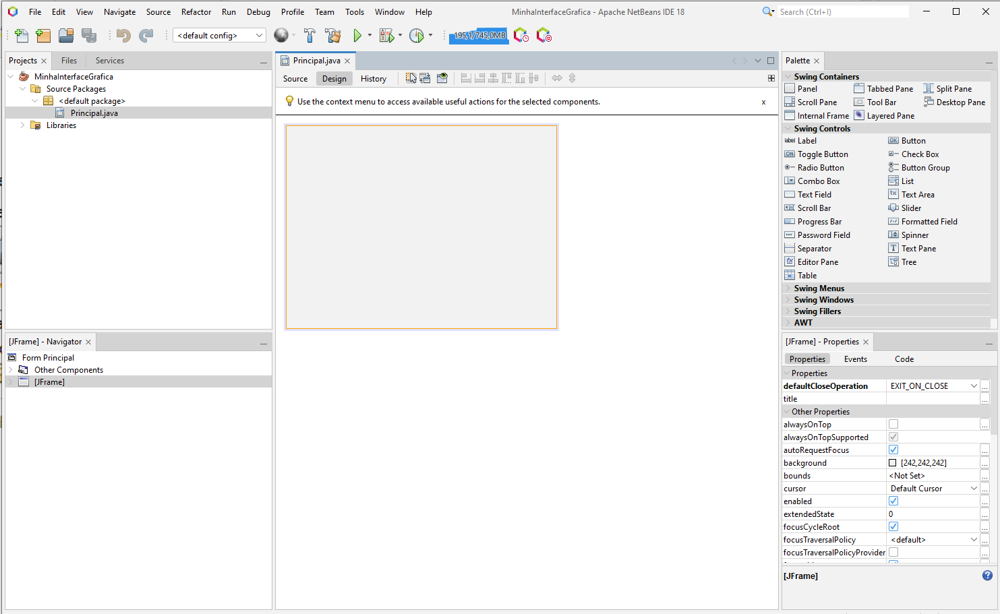 File Edit View Navigate Source Refactor Run Debug Profile Team Tools Window Help MinhaInterfaceGrafica - Apache NetBeans IDE 18 Search (Ctrl+I)
<default config> 195,1/745,0MB
Projects Files Services
MinhaInterfaceGrafica
Source Packages
<default package>
Principal.java
Libraries
[JFrame] - Navigator
Form Principal
Other Components
[JFrame]
Principal.java
Source Design History
Use the context menu to access available useful actions for the selected components. x
Palette
Swing Containers
Panel Tabbed Pane Split Pane
Scroll Pane Tool Bar Desktop Pane
Internal Frame Layered Pane
Swing Controls
label Label OK Button
ON Toggle Button Check Box
Radio Button Button Group
Combo Box List
Text Field Text Area
Scroll Bar Slider
Progress Bar Formatted Field
Password Field Spinner
Separator T Text Pane
Editor Pane Tree
Table
Swing Menus
Swing Windows
Swing Fillers
AWT
[JFrame] - Properties
Properties Events Code
Properties
defaultCloseOperation EXIT_ON_CLOSE ...
title ...
Other Properties
alwaysOnTop ...
alwaysOnTopSupported
autoRequestFocus ...
background [242,242,242] ...
bounds <Not Set> ...
cursor Default Cursor ...
enabled ...
extendedState 0 ...
focusCycleRoot ...
focusTraversalPolicy <default> ...
focusTraversalPolicyProvider ...
[JFrame] ?